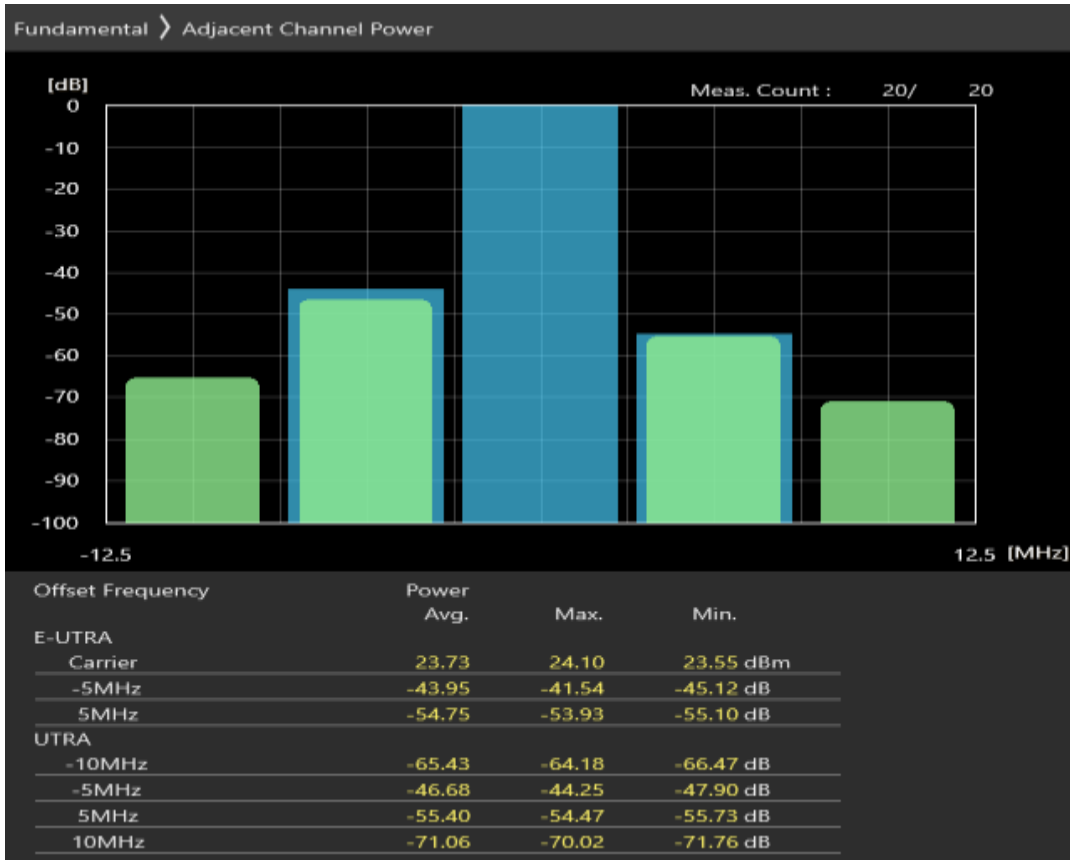 Fundamental 〉 Adjacent Channel Power
[dB]
Meas. Count : 20/ 20
0
-10
-20
-30
-40
-50
-60
-70
-80
-90
-100
-12.5 12.5 [MHz]
Offset Frequency Power
Avg. Max. Min.
E-UTRA
Carrier 23.73 24.10 23.55 dBm
-5MHz -43.95 -41.54 -45.12 dB
5MHz -54.75 -53.93 -55.10 dB
UTRA
-10MHz -65.43 -64.18 -66.47 dB
-5MHz -46.68 -44.25 -47.90 dB
5MHz -55.40 -54.47 -55.73 dB
10MHz -71.06 -70.02 -71.76 dB